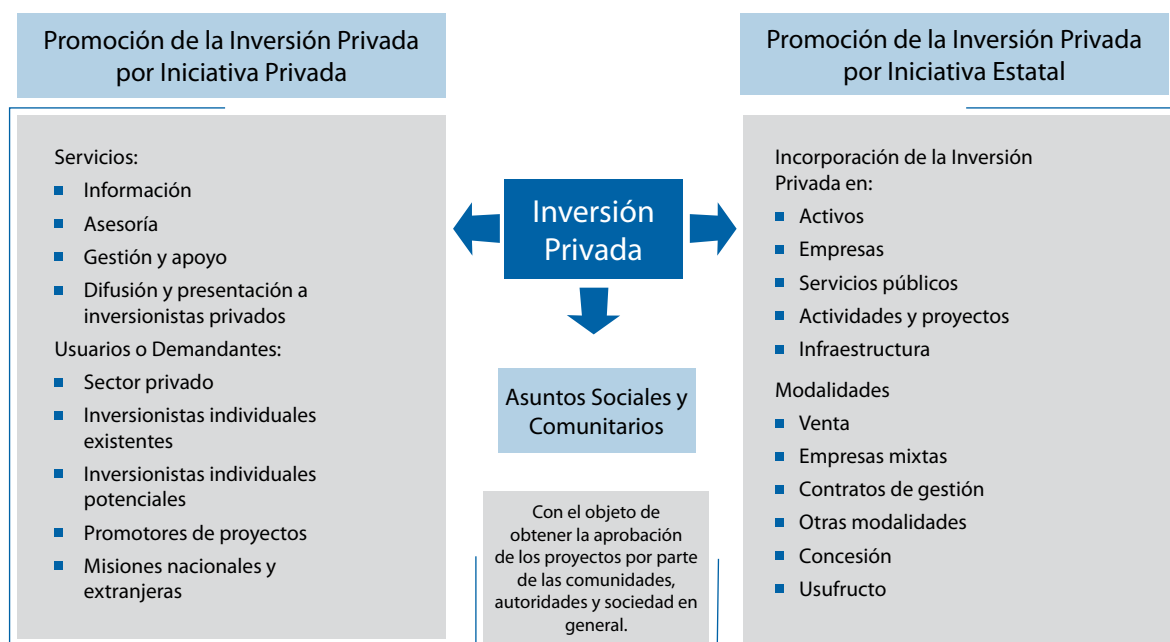 Promoción de la Inversión Privada
por Iniciativa Privada
Servicios:
Información
Asesoría
Gestión y apoyo
Difusión y presentación a
inversionistas privados
Usuarios o Demandantes:
Sector privado
Inversionistas individuales
existentes
Inversionistas individuales
potenciales
Promotores de proyectos
Misiones nacionales y
extranjeras
Inversión
Privada
Asuntos Sociales y
Comunitarios
Con el objeto de
obtener la aprobación
de los proyectos por parte
de las comunidades,
autoridades y sociedad en
general.
Promoción de la Inversión Privada
por Iniciativa Estatal
Incorporación de la Inversión
Privada en:
Activos
Empresas
Servicios públicos
Actividades y proyectos
Infraestructura
Modalidades
Venta
Empresas mixtas
Contratos de gestión
Otras modalidades
Concesión
Usufructo